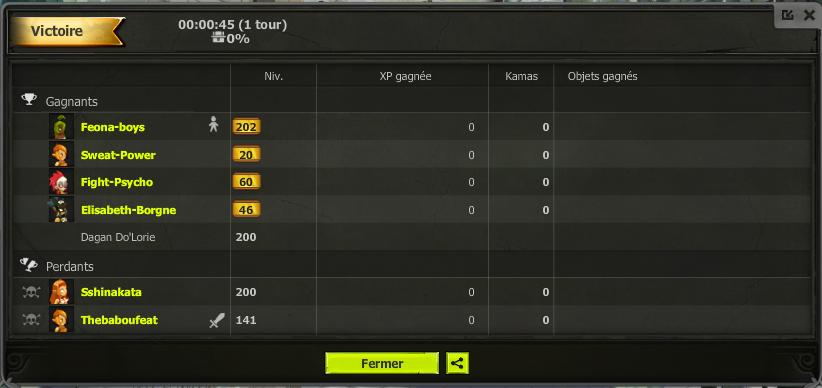 Victoire
00:00:45 (1 tour)
0%
Niv. XP gagnée Kamas Objets gagnés
Gagnants
Feona-boys 202 0 0
Sweat-Power 20 0 0
Fight-Psycho 60 0 0
Elisabeth-Borgne 46 0 0
Dagan Do'Lorie 200
Perdants
Sshinakata 200 0 0
Thebaboufeat 141 0 0
Fermer